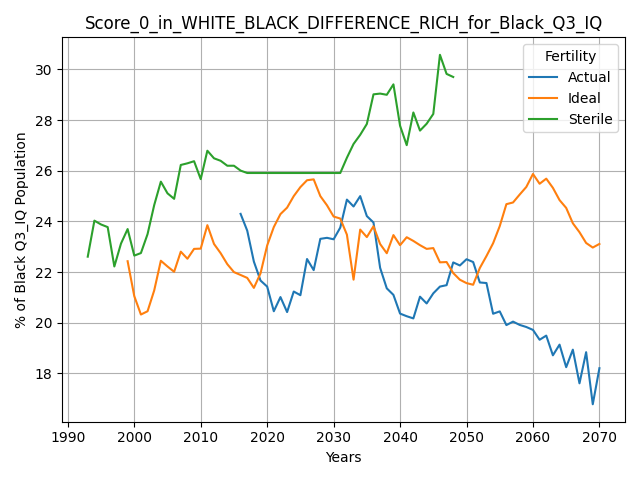 Score_0_in_WHITE_BLACK_DIFFERENCE_RICH_for_Black_Q3_IQ
Fertility
Actual
Ideal
Sterile
% of Black Q3_IQ Population
30
28
26
24
22
20
18
1990
2000
2010
2020
2030
2040
2050
2060
2070
Years